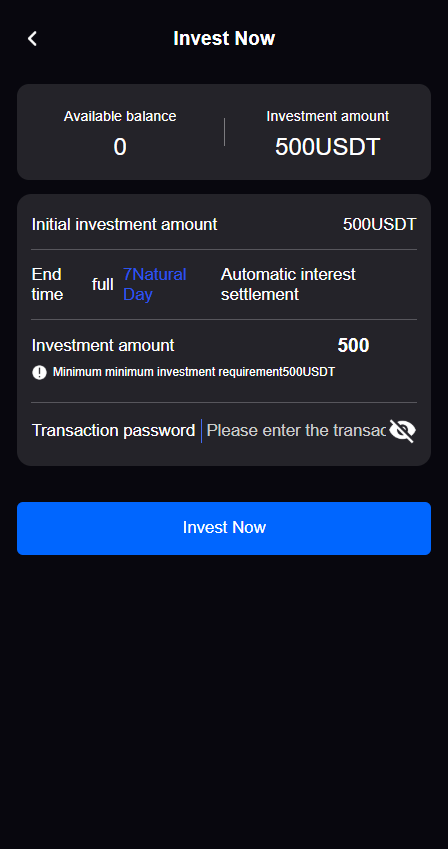 Invest Now
Available balance
0
Investment amount
500USDT
Initial investment amount 500USDT
End time full 7Natural Day Automatic interest settlement
Investment amount 500
Minimum minimum investment requirement500USDT
Transaction password Please enter the transac
Invest Now